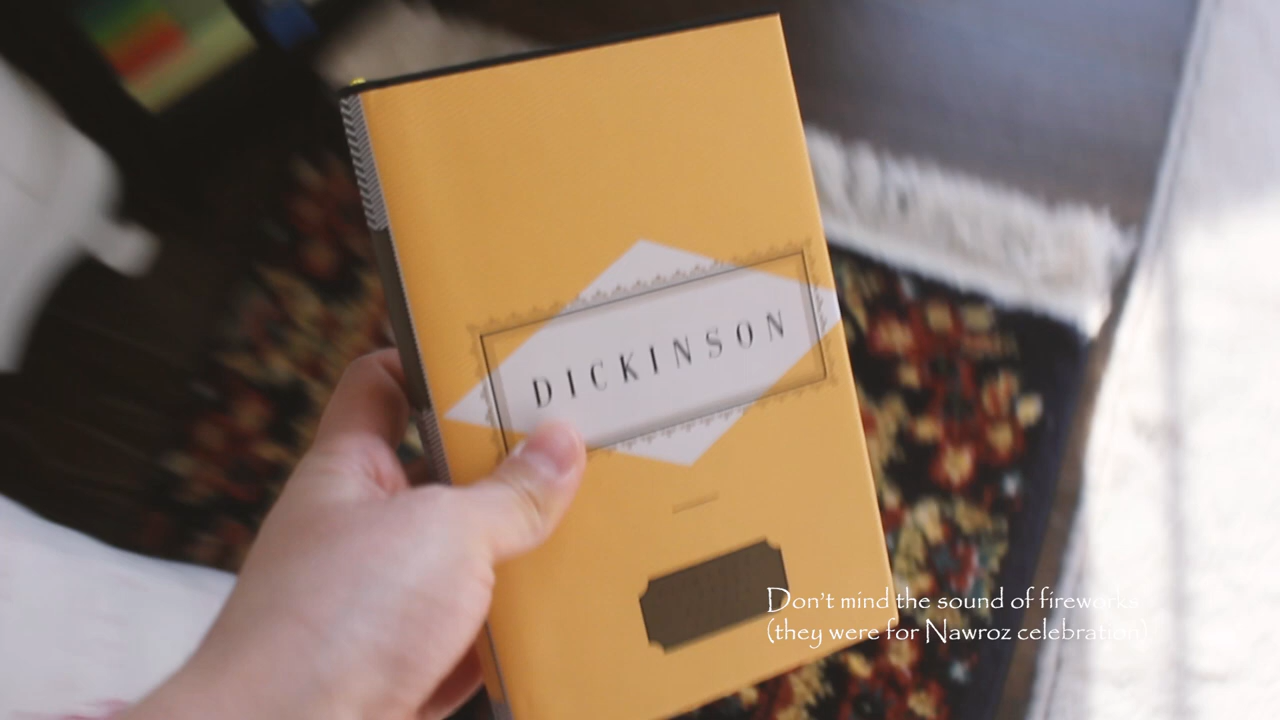 DICKINSON
Don't mind the sound of fireworks
(they were for Nawroz celebration)